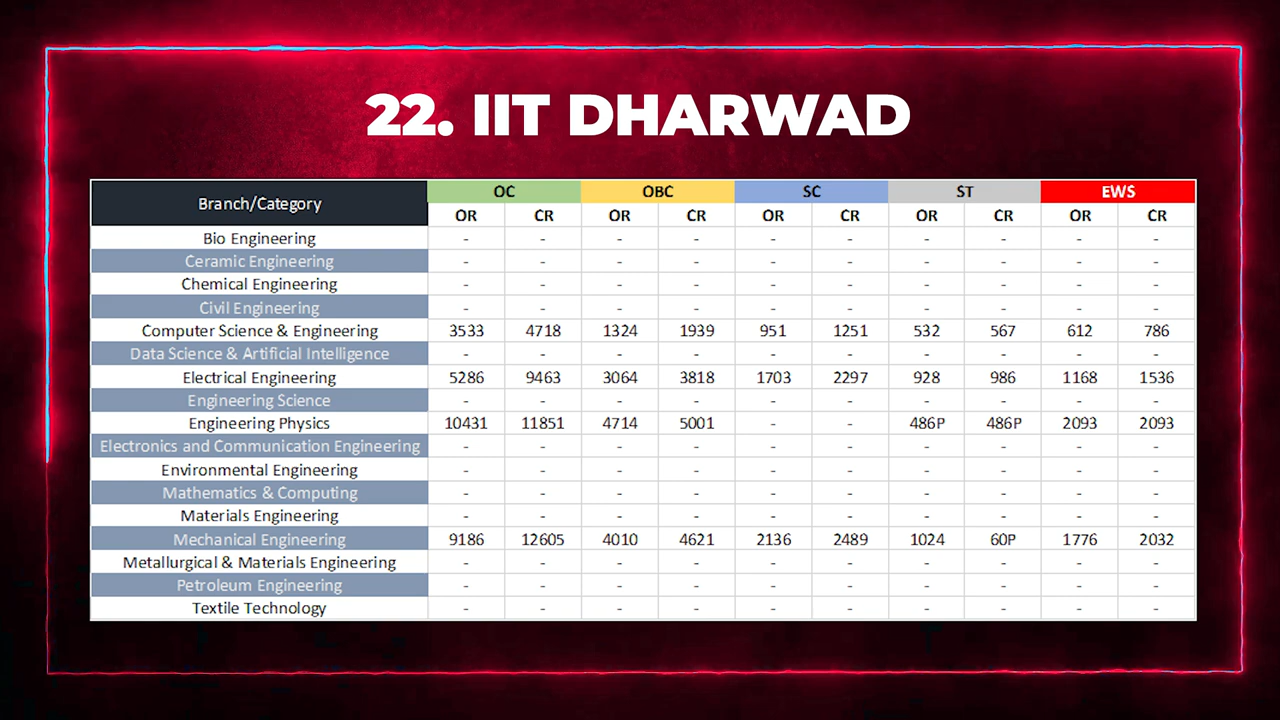 22. IIT DHARWAD
Branch/Category OC OBC SC ST EWS
OR CR OR CR OR CR OR CR OR CR
Bio Engineering - - - - - - - - - -
Ceramic Engineering - - - - - - - - - -
Chemical Engineering - - - - - - - - - -
Civil Engineering - - - - - - - - - -
Computer Science & Engineering 3533 4718 1324 1939 951 1251 532 567 612 786
Data Science & Artificial Intelligence - - - - - - - - - -
Electrical Engineering 5286 9463 3064 3818 1703 2297 928 986 1168 1536
Engineering Science - - - - - - - - - -
Engineering Physics 10431 11851 4714 5001 - - 486P 486P 2093 2093
Electronics and Communication Engineering - - - - - - - - - -
Environmental Engineering - - - - - - - - - -
Mathematics & Computing - - - - - - - - - -
Materials Engineering - - - - - - - - - -
Mechanical Engineering 9186 12605 4010 4621 2136 2489 1024 60P 1776 2032
Metallurgical & Materials Engineering - - - - - - - - - -
Petroleum Engineering - - - - - - - - - -
Textile Technology - - - - - - - - - -